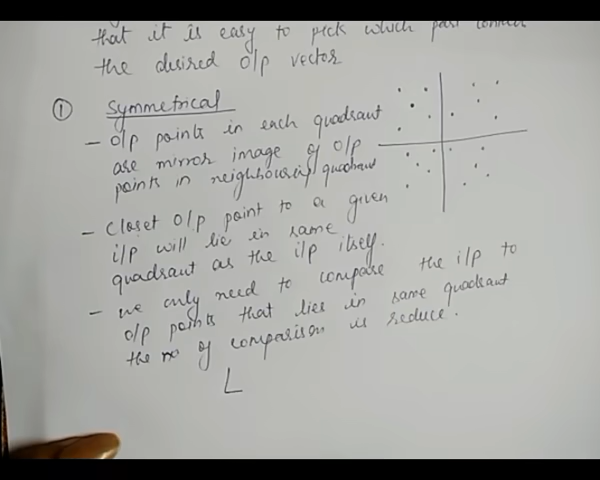 that it is easy to pick which part
the desired o/p vector
① Symmetrical
- o/p points in each quadrant
are mirror image of o/p
points in neighbouring quadrant
- closet o/p point to a given
i/p will lie in same
quadrant as the i/p itself.
- we only need to compare the i/p to
o/p points that lies in same quadrant
the no of comparison is reduce.
L